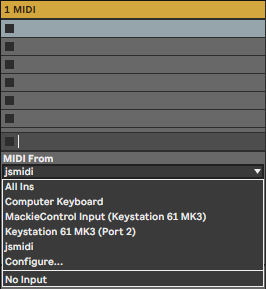 1 MIDI
MIDI From
jsmidi
All Ins
Computer Keyboard
MackieControl Input (Keystation 61 MK3)
Keystation 61 MK3 (Port 2)
jsmidi
Configure...
No Input